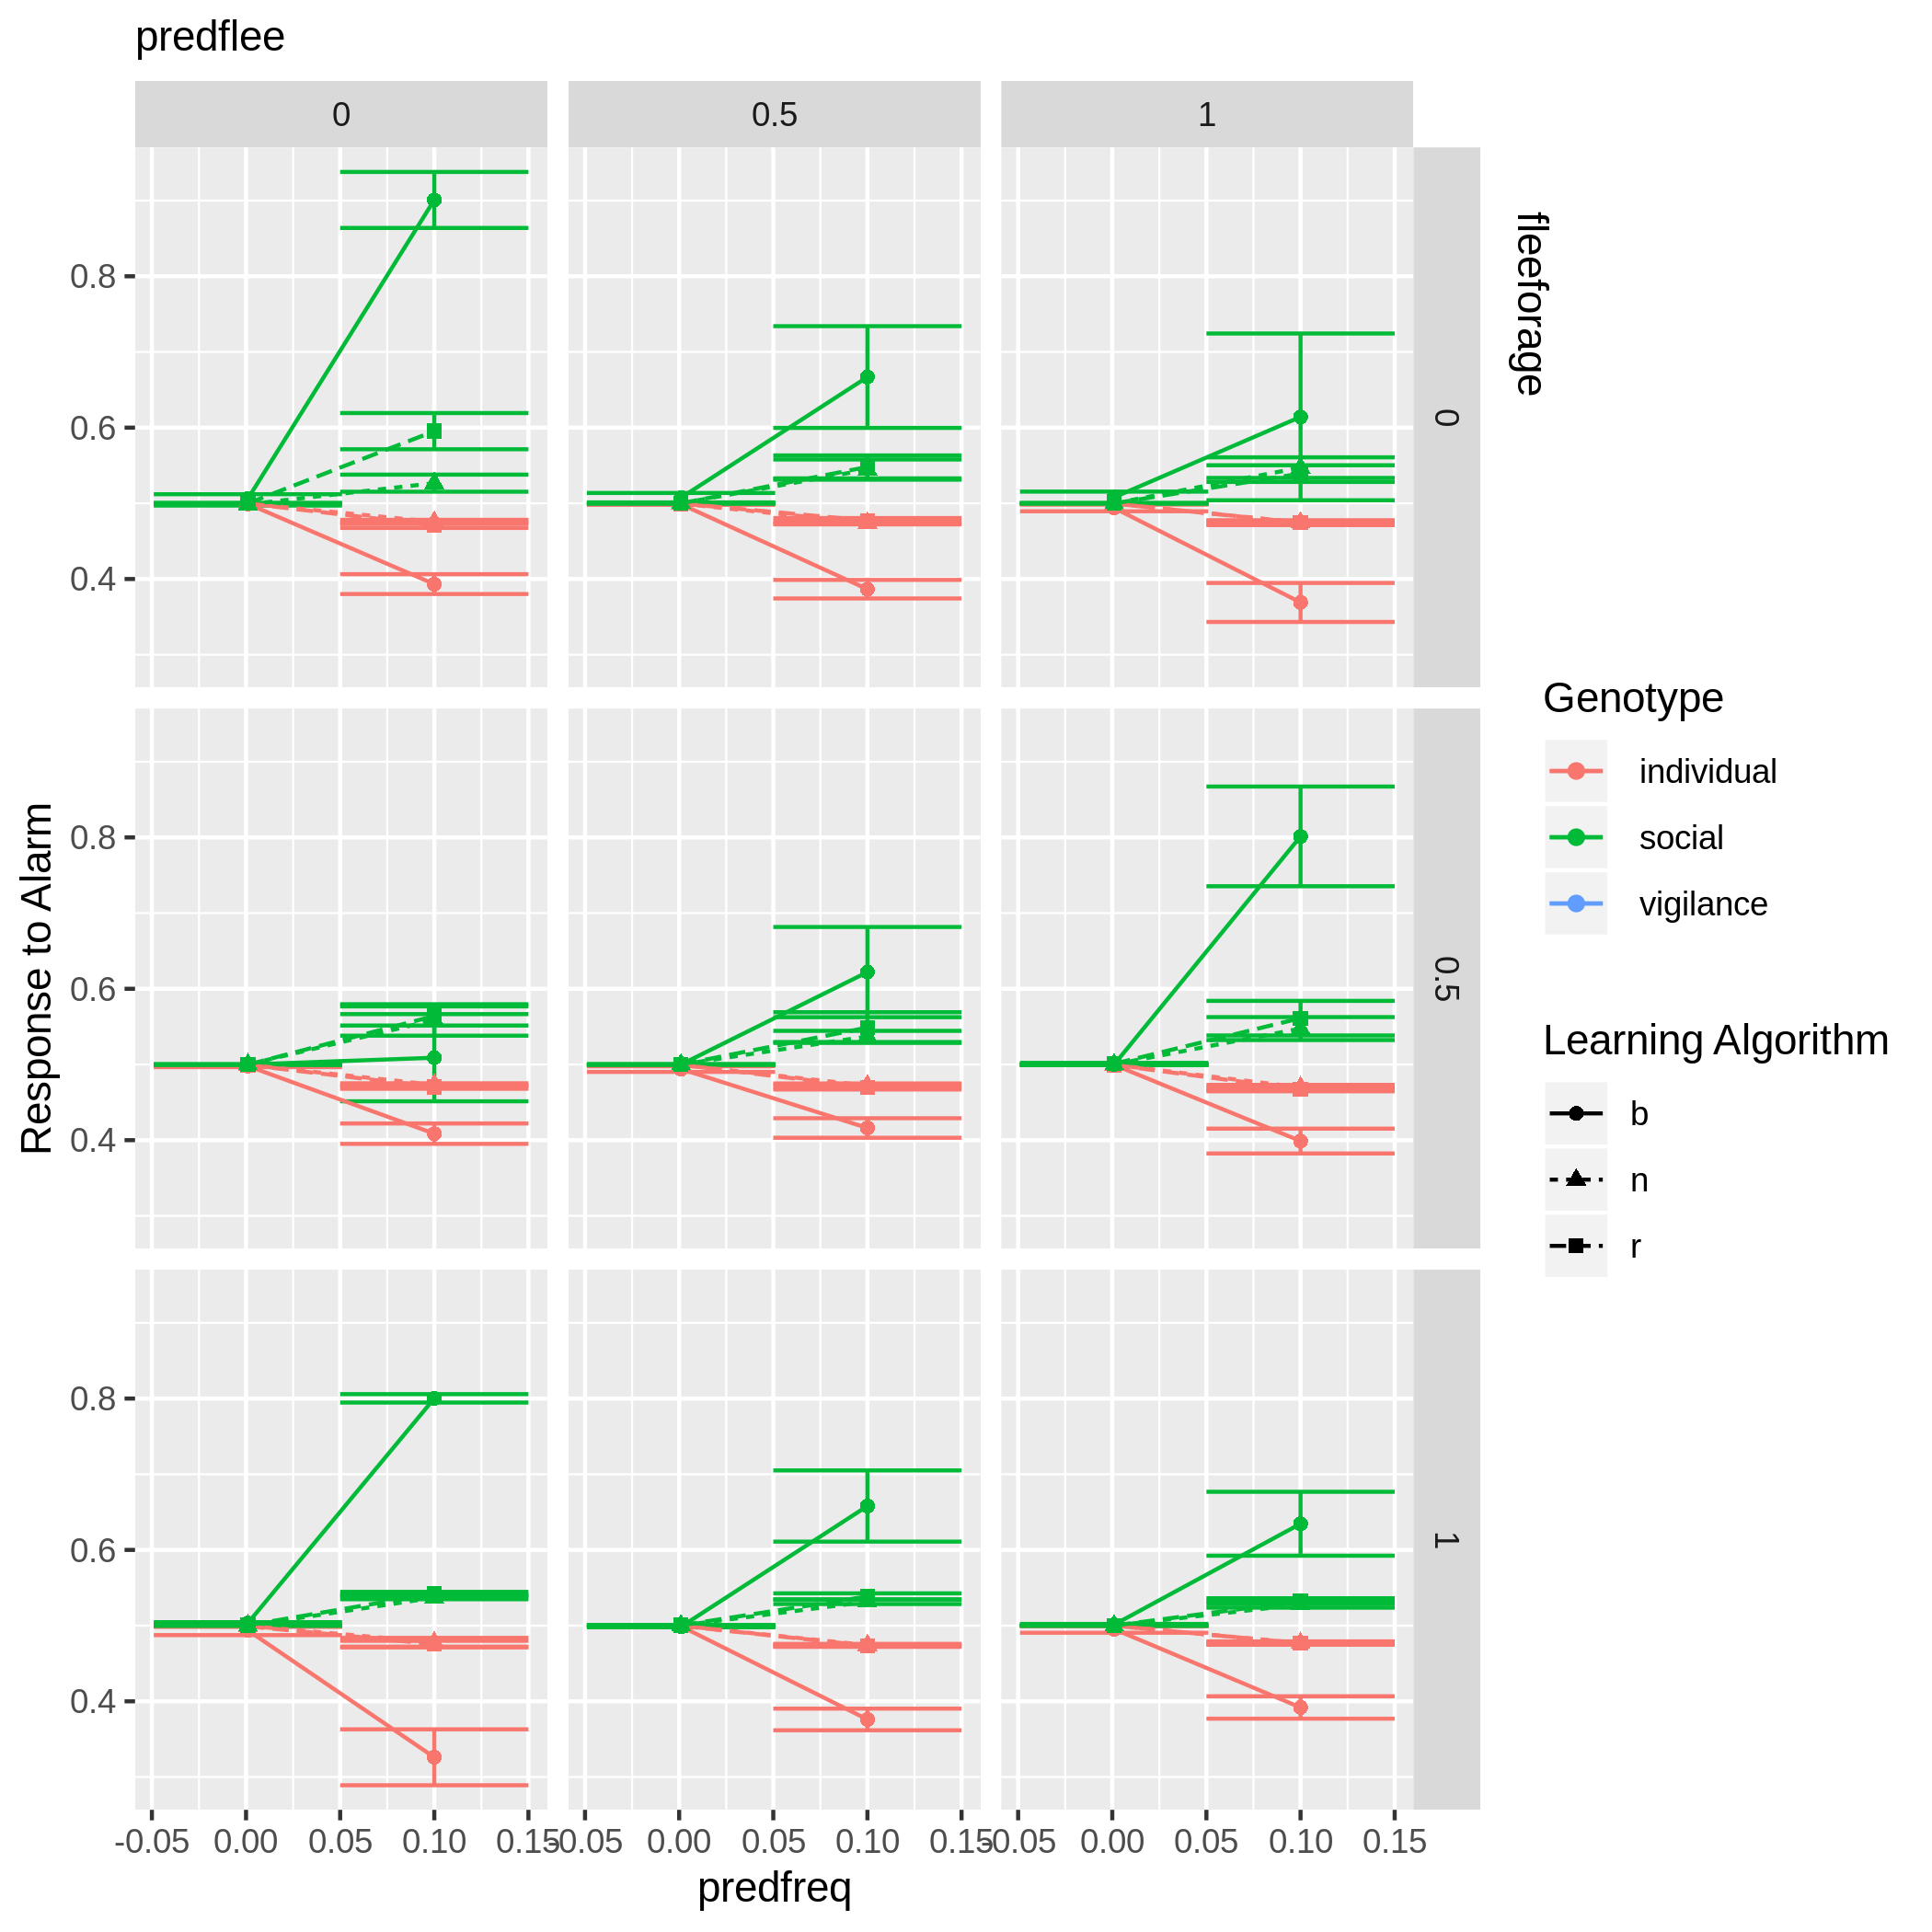 predflee
0 0.5 1
fleeforage
0.8
0.6
0.4
0
Response to Alarm
0.8
0.6
0.4
0.5
0.8
0.6
0.4
1
-0.05 0.00 0.05 0.10 0.15 -0.05 0.00 0.05 0.10 0.15 -0.05 0.00 0.05 0.10 0.15
predfreq
Genotype
individual
social
vigilance
Learning Algorithm
b
n
r